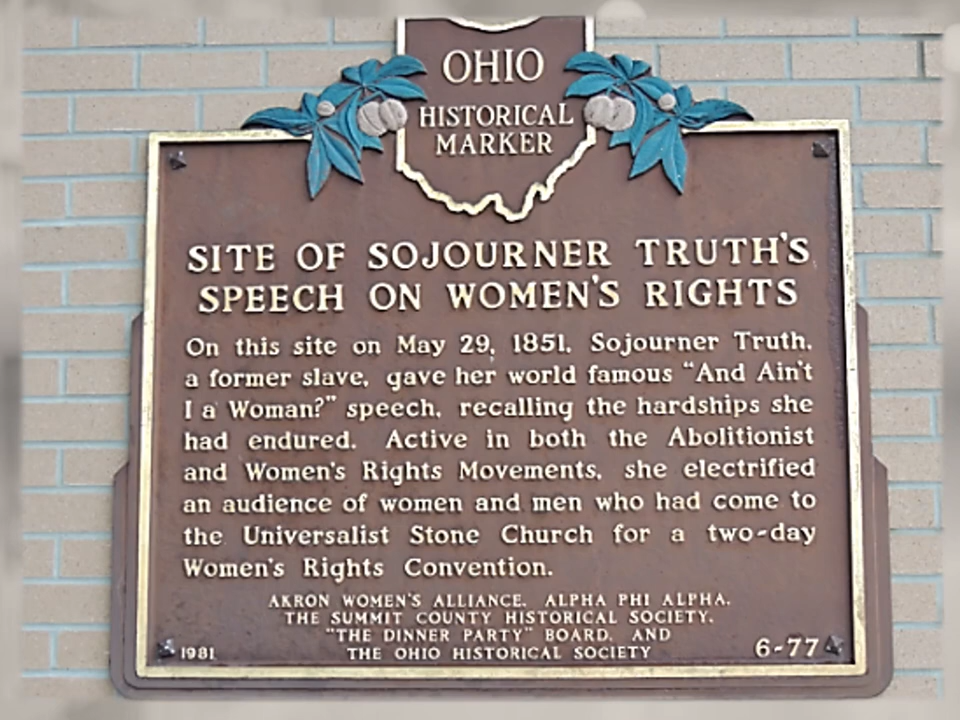 OHIO
HISTORICAL
MARKER
SITE OF SOJOURNER TRUTH'S
SPEECH ON WOMEN'S RIGHTS
On this site on May 29, 1851, Sojourner Truth,
a former slave, gave her world famous "And Ain't
I a Woman?" speech, recalling the hardships she
had endured. Active in both the Abolitionist
and Women's Rights Movements, she electrified
an audience of women and men who had come to
the Universalist Stone Church for a two-day
Women's Rights Convention.
AKRON WOMEN'S ALLIANCE, ALPHA PHI ALPHA,
THE SUMMIT COUNTY HISTORICAL SOCIETY,
"THE DINNER PARTY" BOARD, AND
THE OHIO HISTORICAL SOCIETY
1981
6-77